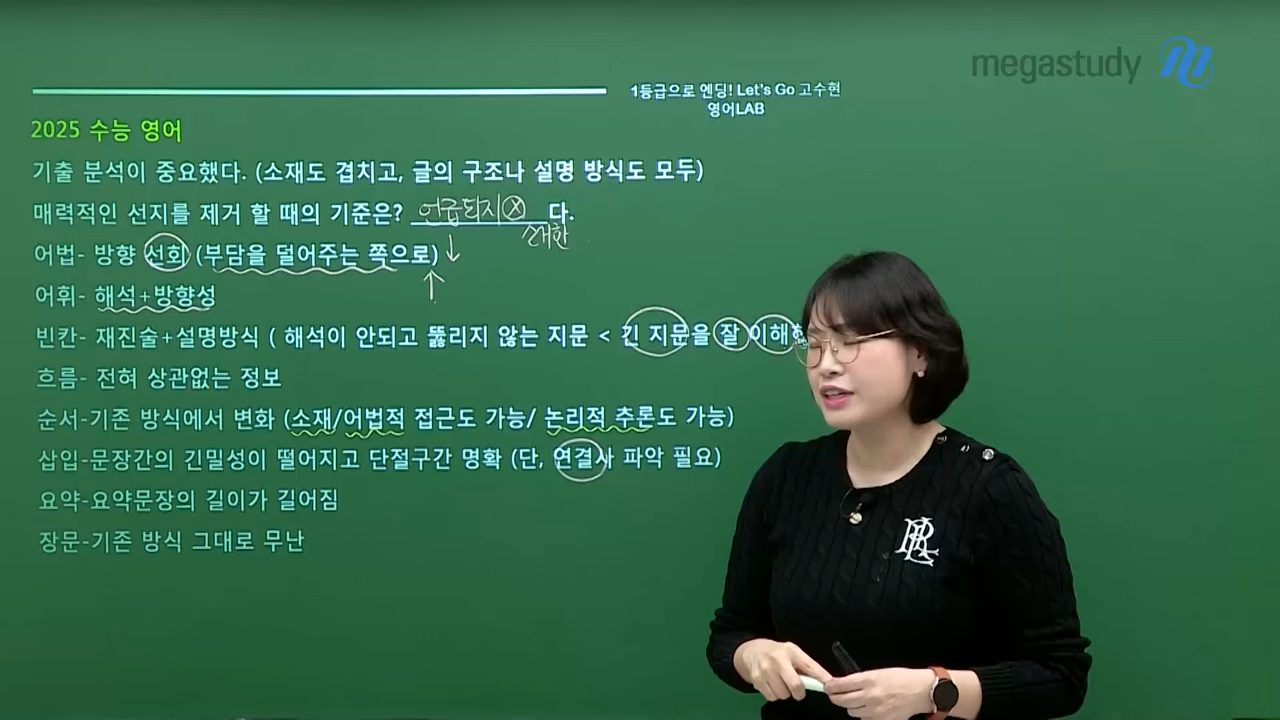 megastudy
1등급으로 엔딩! Let's Go 고수현
영어LAB
2025 수능 영어
기출 분석이 중요했다. (소재도 겹치고, 글의 구조나 설명 방식도 모두)
매력적인 선지를 제거 할 때의 기준은? 언급되지ⓧ 다.
어법- 방향 선회 (부담을 덜어주는 쪽으로)↓
↑
어휘- 해석+방향성
빈칸- 재진술+설명방식 ( 해석이 안되고 뚫리지 않는 지문 < 긴 지문을 잘 이해
흐름- 전혀 상관없는 정보
순서-기존 방식에서 변화 (소재/어법적 접근도 가능/ 논리적 추론도 가능)
삽입-문장간의 긴밀성이 떨어지고 단절구간 명확 (단, 연결사 파악 필요)
요약-요약문장의 길이가 길어짐
장문-기존 방식 그대로 무난